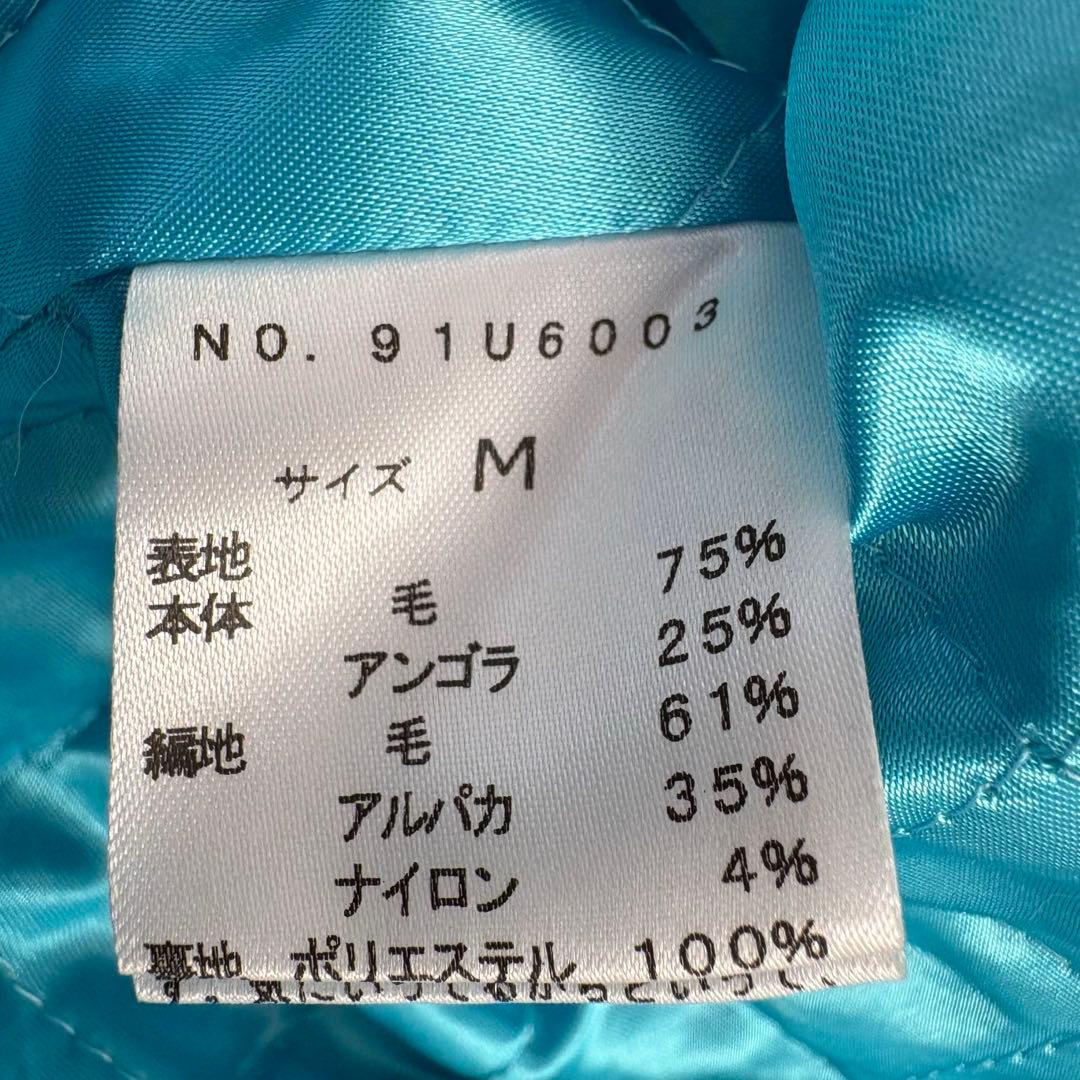 NO. 91U6003
サイズ M
表地
本体 毛 75%
アンゴラ 25%
編地 毛 61%
アルパカ 35%
ナイロン 4%
裏地 ポリエステル 100%